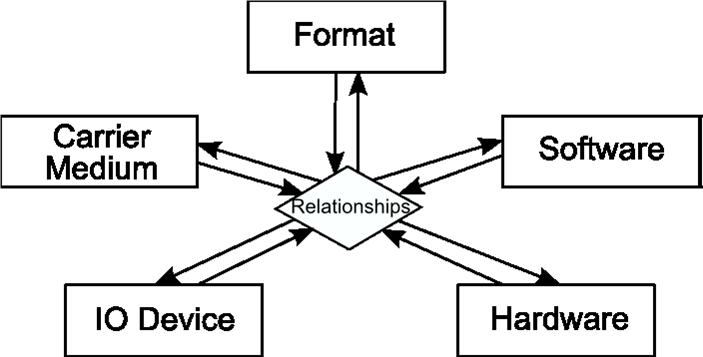 Format
Carrier
Medium
Software
Relationships
IO Device
Hardware